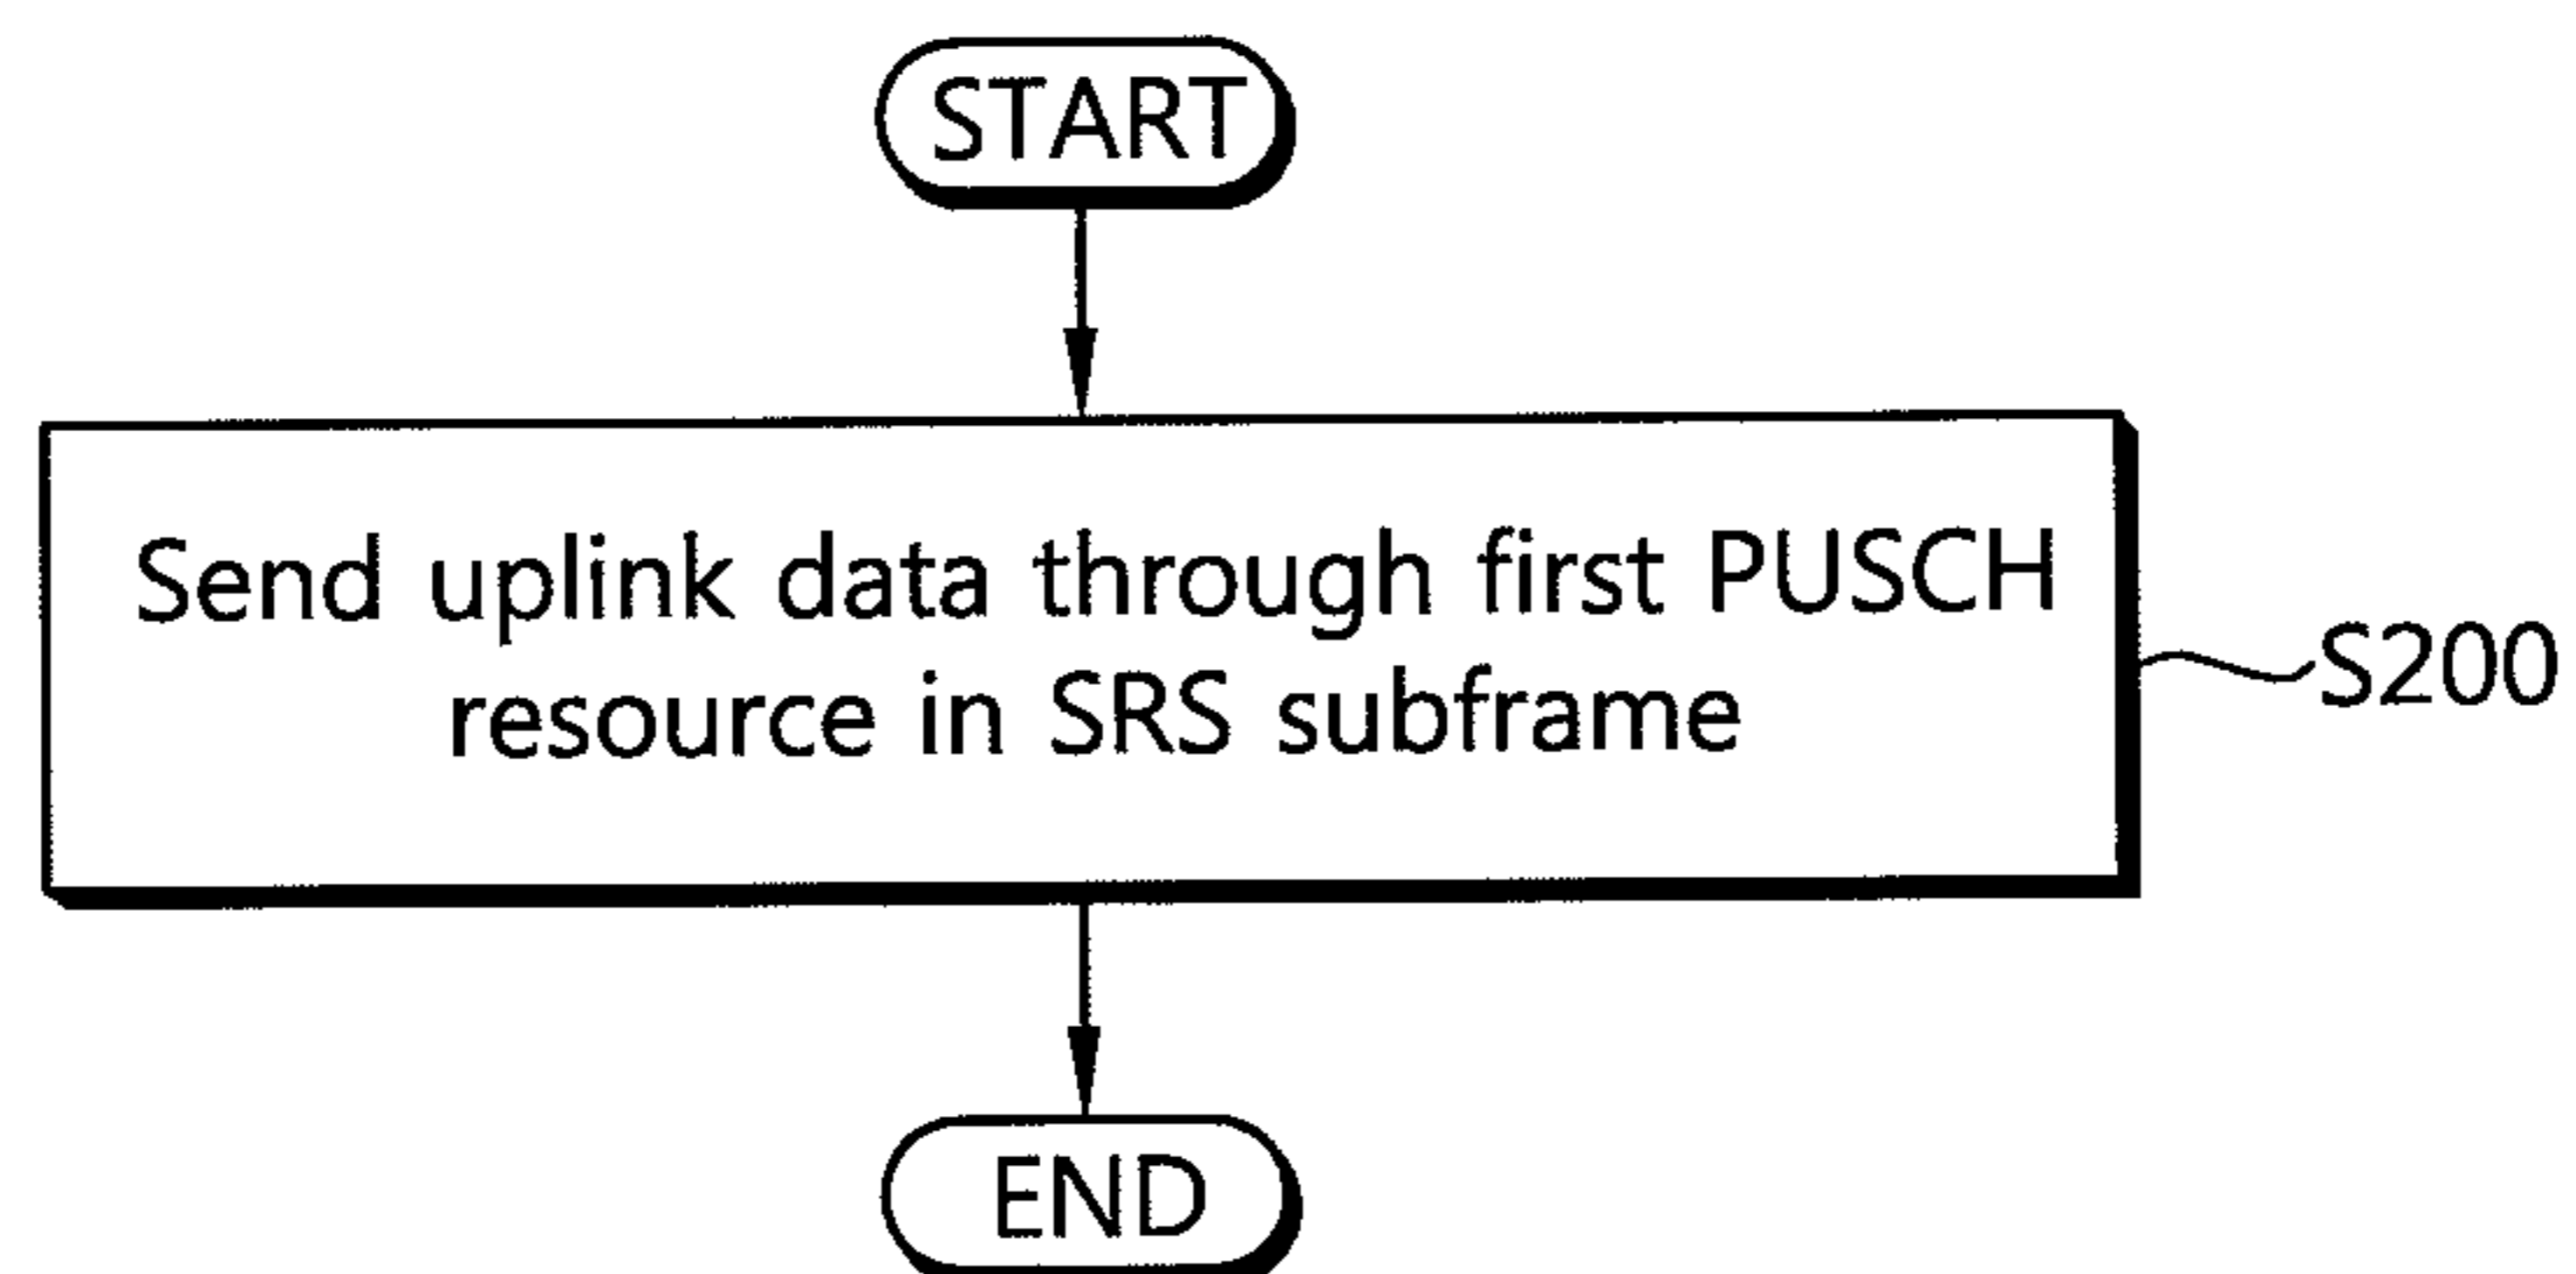 START
Send uplink data through first PUSCH
resource in SRS subframe
S200
END